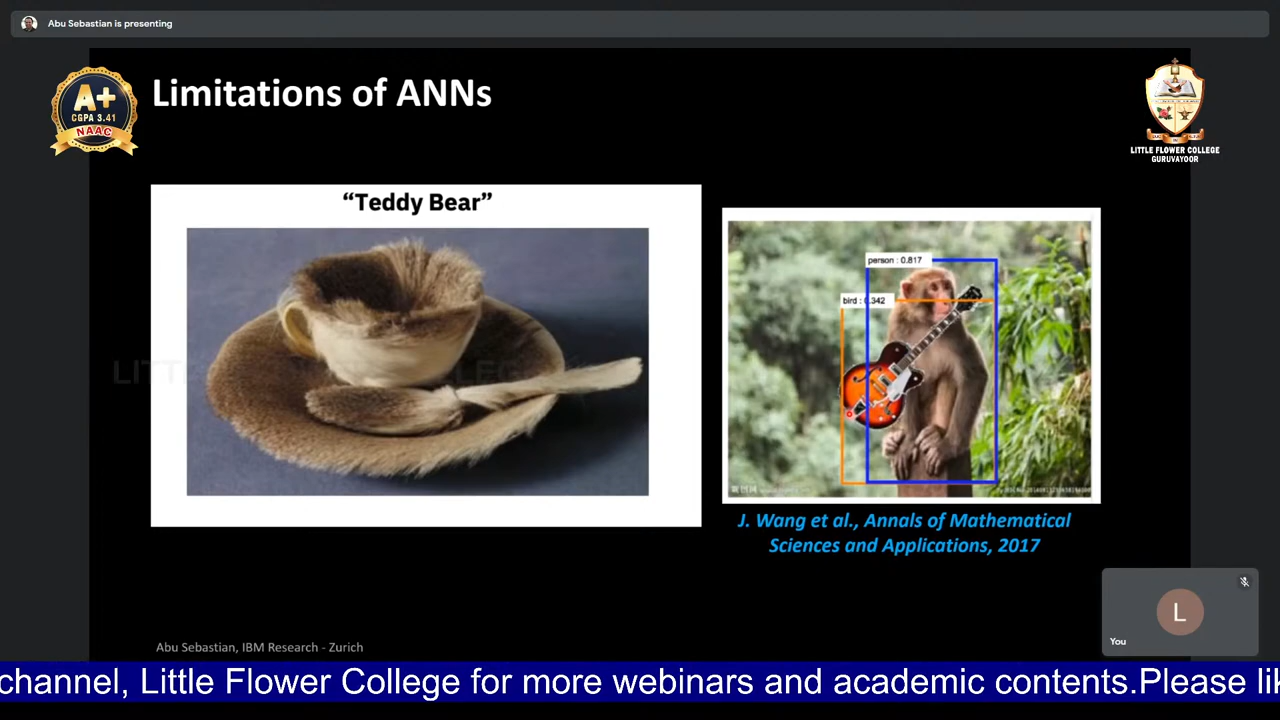 Abu Sebastian is presenting
A+
CGPA 3.41
NAAC
Limitations of ANNs
LITTLE FLOWER COLLEGE
GURUVAYOOR
“Teddy Bear”
person : 0.817
bird : 0.342
J. Wang et al., Annals of Mathematical
Sciences and Applications, 2017
L
You
Abu Sebastian, IBM Research - Zurich
channel, Little Flower College for more webinars and academic contents.Please lik